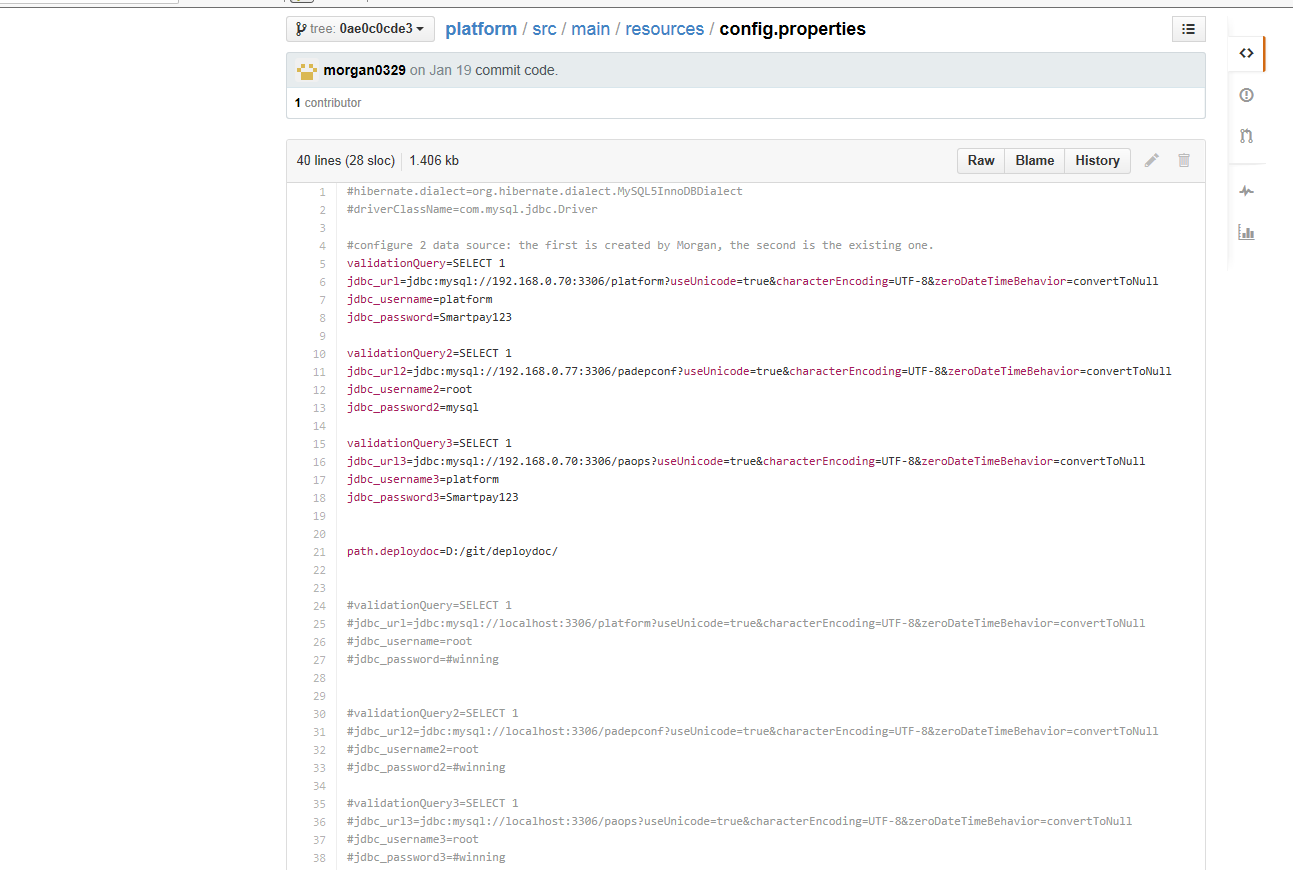 tree: 0ae0c0cde3 platform / src / main / resources / config.properties
morgan0329 on Jan 19 commit code.
1 contributor
40 lines (28 sloc) 1.406 kb Raw Blame History
1 #hibernate.dialect=org.hibernate.dialect.MySQL5InnoDBDialect
2 #driverClassName=com.mysql.jdbc.Driver
3
4 #configure 2 data source: the first is created by Morgan, the second is the existing one.
5 validationQuery=SELECT 1
6 jdbc_url=jdbc:mysql://192.168.0.70:3306/platform?useUnicode=true&characterEncoding=UTF-8&zeroDateTimeBehavior=convertToNull
7 jdbc_username=platform
8 jdbc_password=Smartpay123
9
10 validationQuery2=SELECT 1
11 jdbc_url2=jdbc:mysql://192.168.0.77:3306/padepconf?useUnicode=true&characterEncoding=UTF-8&zeroDateTimeBehavior=convertToNull
12 jdbc_username2=root
13 jdbc_password2=mysql
14
15 validationQuery3=SELECT 1
16 jdbc_url3=jdbc:mysql://192.168.0.70:3306/paops?useUnicode=true&characterEncoding=UTF-8&zeroDateTimeBehavior=convertToNull
17 jdbc_username3=platform
18 jdbc_password3=Smartpay123
19
20
21 path.deploydoc=D:/git/deploydoc/
22
23
24 #validationQuery=SELECT 1
25 #jdbc_url=jdbc:mysql://localhost:3306/platform?useUnicode=true&characterEncoding=UTF-8&zeroDateTimeBehavior=convertToNull
26 #jdbc_username=root
27 #jdbc_password=#winning
28
29
30 #validationQuery2=SELECT 1
31 #jdbc_url2=jdbc:mysql://localhost:3306/padepconf?useUnicode=true&characterEncoding=UTF-8&zeroDateTimeBehavior=convertToNull
32 #jdbc_username2=root
33 #jdbc_password2=#winning
34
35 #validationQuery3=SELECT 1
36 #jdbc_url3=jdbc:mysql://localhost:3306/paops?useUnicode=true&characterEncoding=UTF-8&zeroDateTimeBehavior=convertToNull
37 #jdbc_username3=root
38 #jdbc_password3=#winning